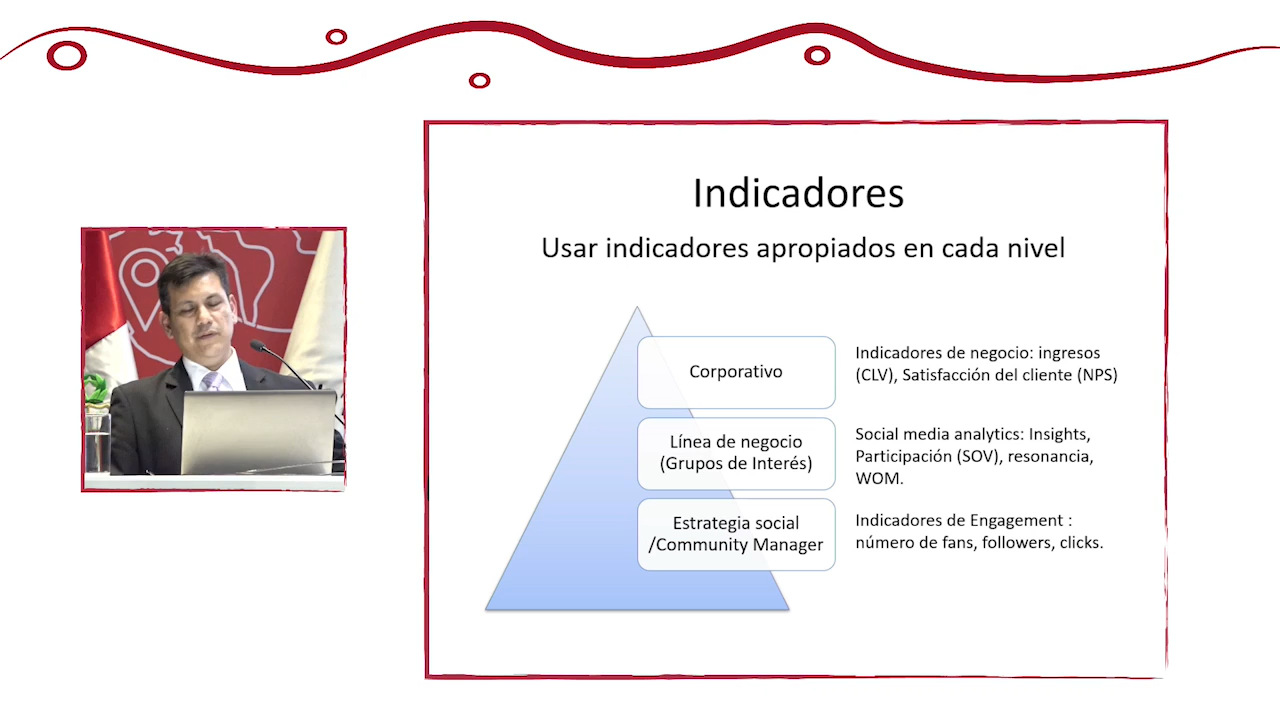 Indicadores
Usar indicadores apropiados en cada nivel
Corporativo
Indicadores de negocio: ingresos
(CLV), Satisfacción del cliente (NPS)
Línea de negocio
(Grupos de Interés)
Social media analytics: Insights,
Participación (SOV), resonancia,
WOM.
Estrategia social
/Community Manager
Indicadores de Engagement :
número de fans, followers, clicks.